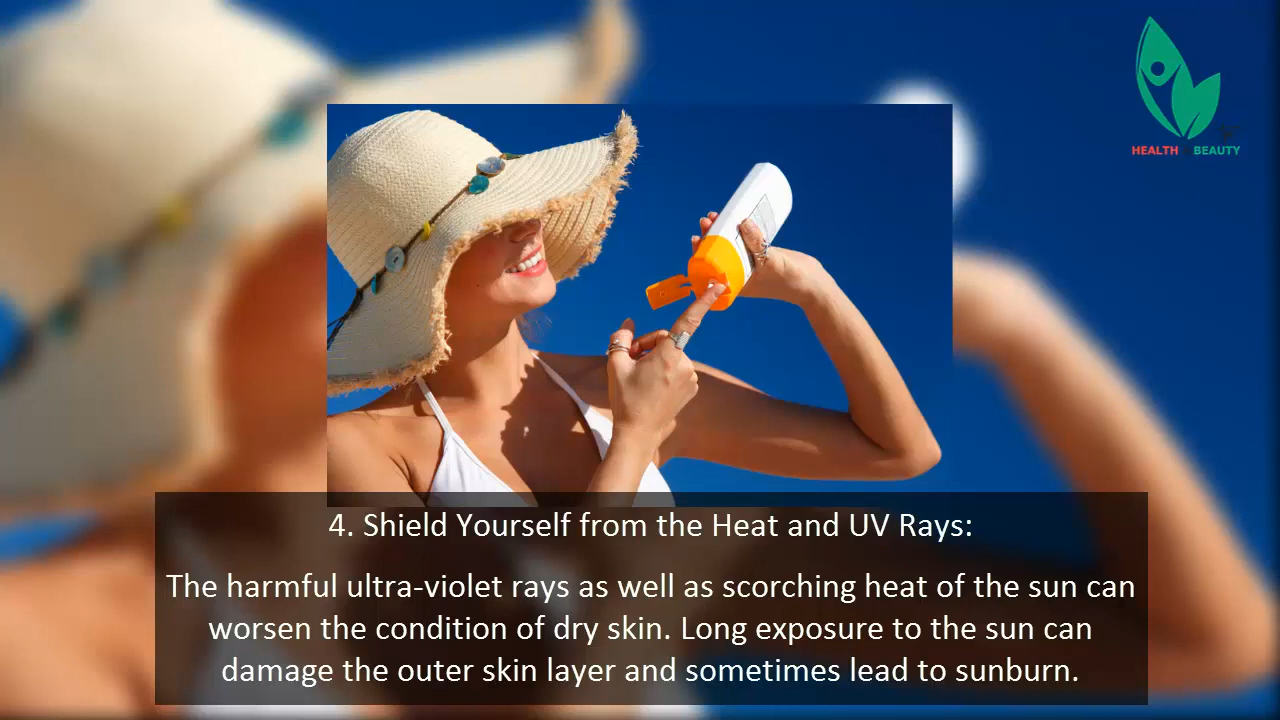 HEALTH BEAUTY
4. Shield Yourself from the Heat and UV Rays:
The harmful ultra-violet rays as well as scorching heat of the sun can
worsen the condition of dry skin. Long exposure to the sun can
damage the outer skin layer and sometimes lead to sunburn.